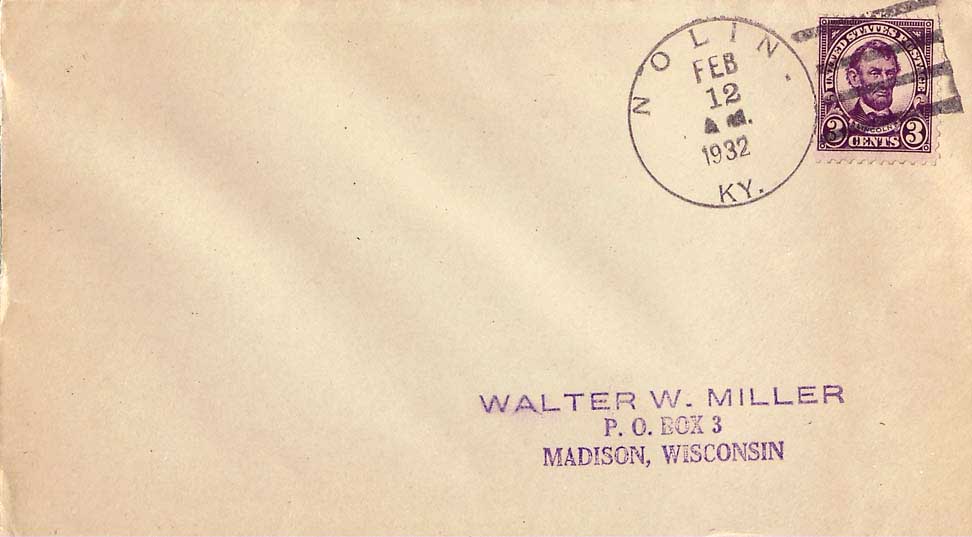 NOLIN.
FEB
12
A M.
1932
KY.
UNITED STATES POSTAGE
LINCOLN
3 CENTS 3
WALTER W. MILLER
P. O. BOX 3
MADISON, WISCONSIN